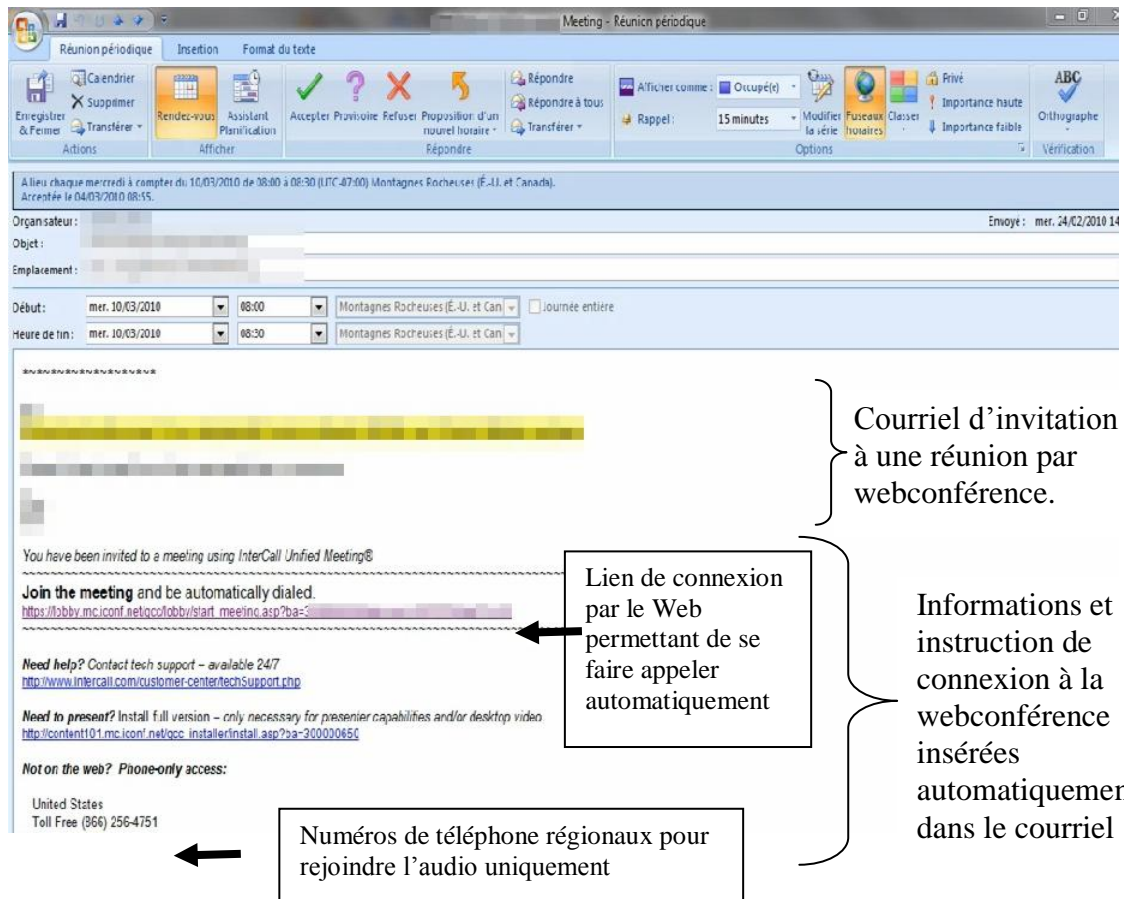 Meeting - Réunion périodique
Réunion périodique Insertion Format du texte
Enregistrer & Fermer
Calendrier
Supprimer
Transférer
Actions
Rendez-vous
Assistant Planification
Afficher
Accepter Provisoire Refuser Proposition d'un nouvel horaire
Répondre
Répondre à tous
Transférer
Répondre
Afficher comme : Occupé(e)
Rappel : 15 minutes
Modifier la série
Fuseaux horaires
Classer
Privé
Importance haute
Importance faible
Options
ABC
Orthographe
Vérification
A lieu chaque mercredi à compter du 10/03/2010 de 08:00 à 08:30 (UTC-07:00) Montagnes Rocheuses (É.-U. et Canada).
Acceptée le 04/03/2010 08:55.
Organisateur :
Envoyé : mer. 24/02/2010 14
Objet :
Emplacement :
Début : mer. 10/03/2010 08:00 Montagnes Rocheuses (É.-U. et Can Journée entière
Heure de fin : mer. 10/03/2010 08:30 Montagnes Rocheuses (É.-U. et Can
Courriel d'invitation
à une réunion par
webconférence.
You have been invited to a meeting using InterCall Unified Meeting®
Join the meeting and be automatically dialed.
https://lobby.mc.iconf.net/qcc/lobby/start_meeting.asp?ba=3
Lien de connexion
par le Web
permettant de se
faire appeler
automatiquement
Need help? Contact tech support – available 24/7
http://www.intercall.com/customer-center/techSupport.php
Need to present? Install full version – only necessary for presenter capabilities and/or desktop video
http://content101.mc.iconf.net/qcc_installer/install.asp?ba=300000650
Not on the web? Phone-only access:
United States
Toll Free (866) 256-4751
Informations et
instruction de
connexion à la
webconférence
insérées
automatiquemen
dans le courriel
Numéros de téléphone régionaux pour
rejoindre l'audio uniquement